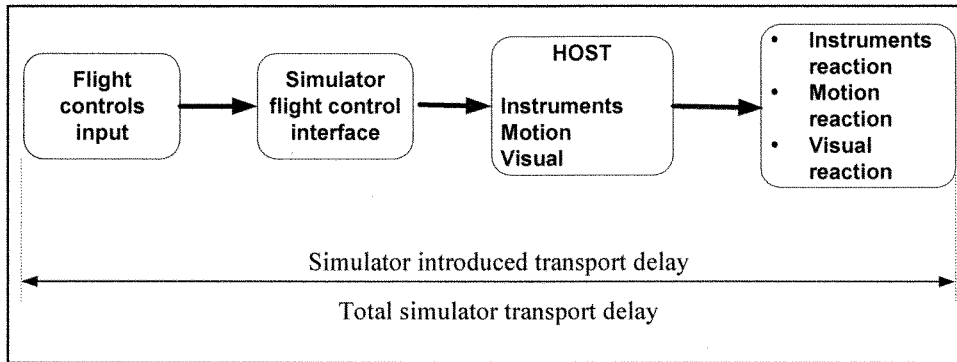 Flight
controls
input
Simulator
flight control
interface
HOST
Instruments
Motion
Visual
• Instruments
reaction
• Motion
reaction
• Visual
reaction
Simulator introduced transport delay
Total simulator transport delay